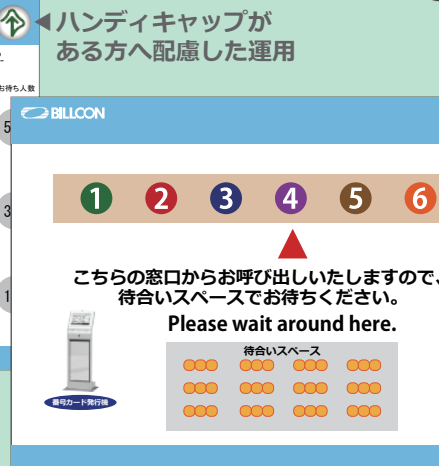 ハンディキャップが
ある方へ配慮した運用
お待ち人数
5
3
1
BILLCON
1 2 3 4 5 6
こちらの窓口からお呼び出しいたしますので、
待合いスペースでお待ちください。
Please wait around here.
待合いスペース
番号カード発行機